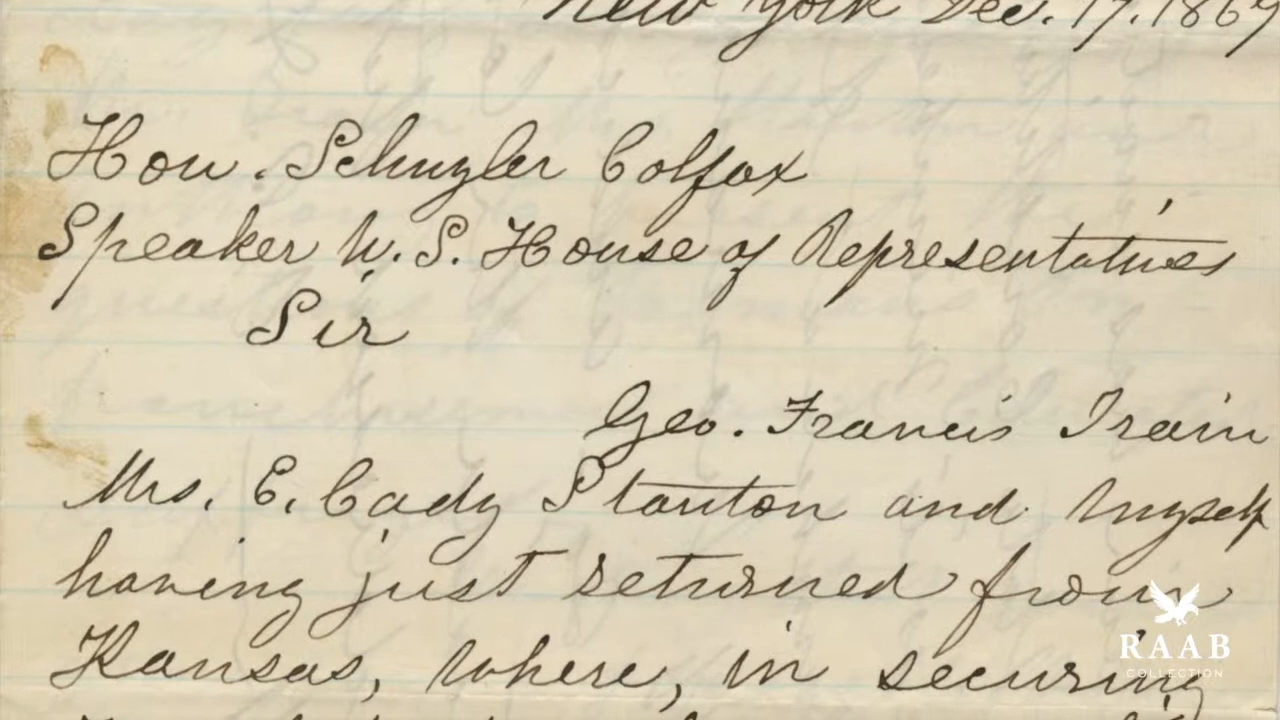 New York Dec. 17. 1867
Hon. Schuyler Colfax
Speaker U.S. House of Representatives
Sir
Geo. Francis Train
Mrs. E. Cady Stanton and myself
having just returned from
Kansas, where, in securing
RAAB
COLLECTION